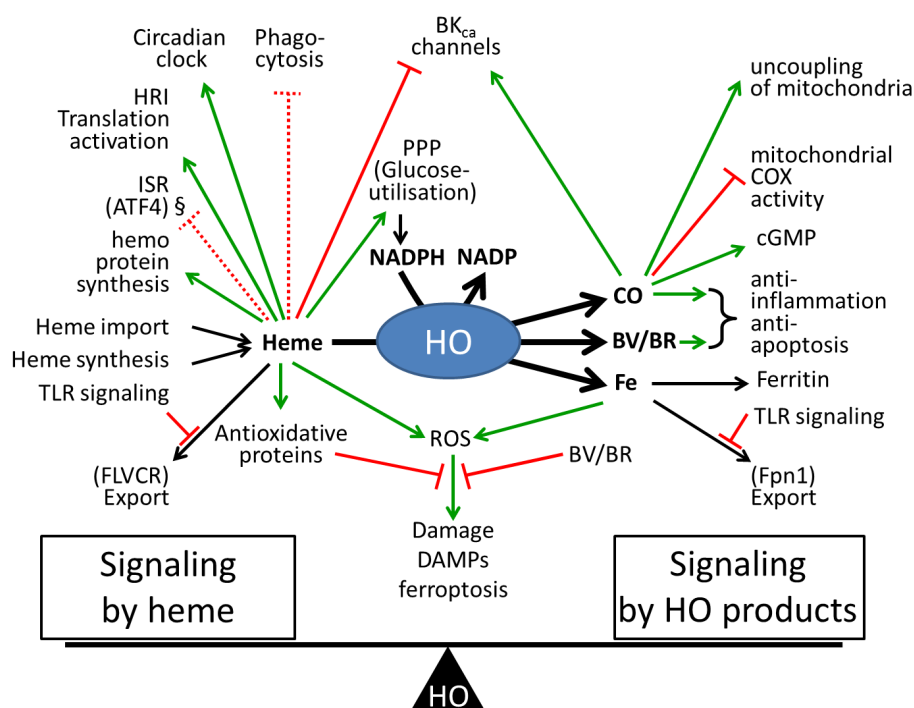 Circadian
clock
Phago-
cytosis
BKca
channels
uncoupling
of mitochondria
HRI
Translation
activation
PPP
(Glucose-
utilisation)
mitochondrial
COX
activity
ISR
(ATF4) §
hemo
protein
synthesis
NADPH NADP
cGMP
CO
anti-
inflammation
anti-
apoptosis
Heme import
Heme synthesis
Heme
HO
BV/BR
Fe
Ferritin
TLR signaling
TLR signaling
Antioxidative
proteins
ROS
BV/BR
(FLVCR)
Export
(Fpn1)
Export
Damage
DAMPs
ferroptosis
Signaling
by heme
Signaling
by HO products
HO